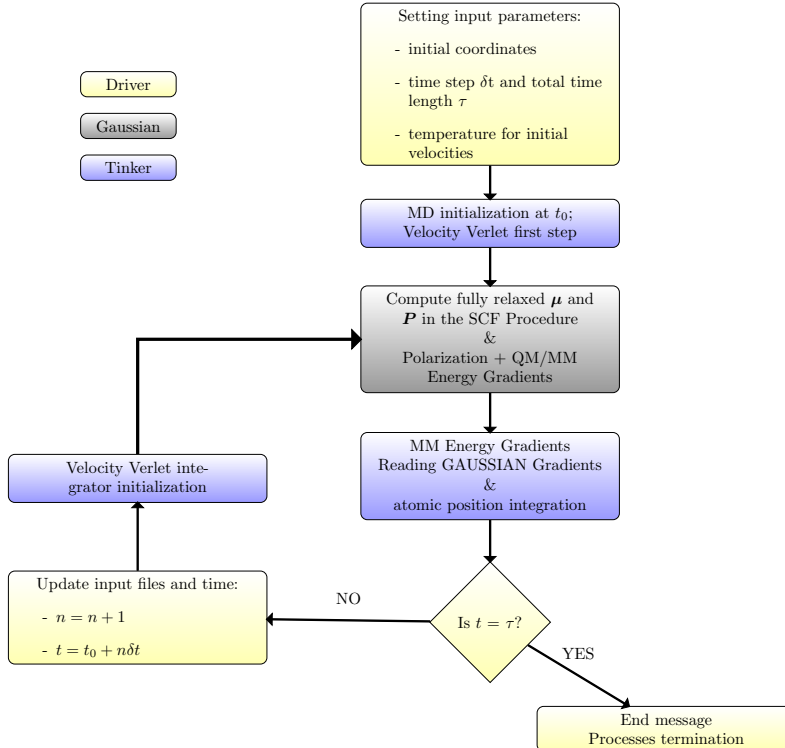 Setting input parameters:
- initial coordinates
- time step δt and total time
length τ
- temperature for initial
velocities
Driver
Gaussian
Tinker
MD initialization at t₀;
Velocity Verlet first step
Compute fully relaxed μ and
P in the SCF Procedure
&
Polarization + QM/MM
Energy Gradients
MM Energy Gradients
Reading GAUSSIAN Gradients
&
atomic position integration
Velocity Verlet inte-
grator initialization
Update input files and time:
- n = n + 1
- t = t₀ + nδt
NO
Is t = τ?
YES
End message
Processes termination